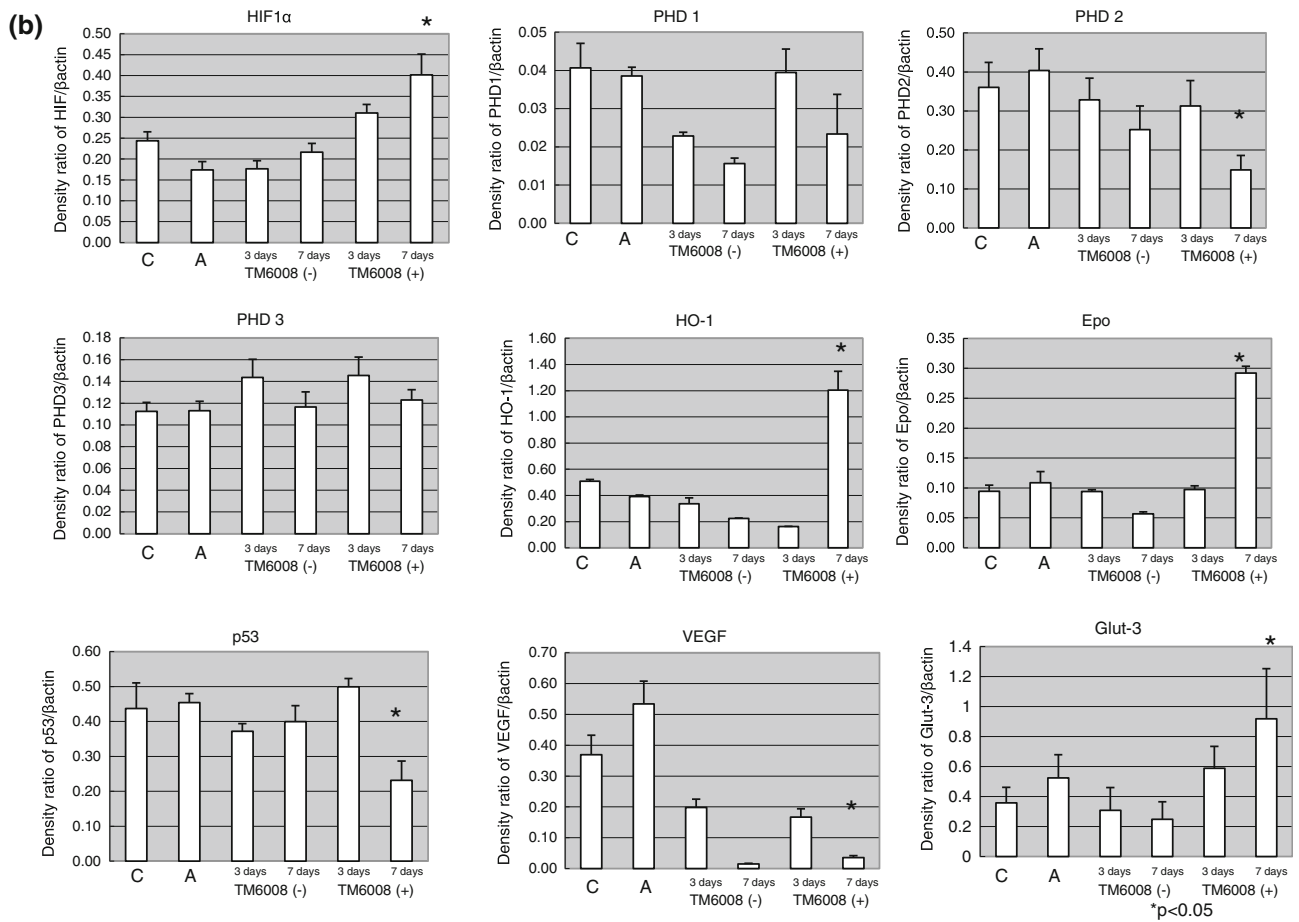 (b)
HIF1α
*
Density ratio of HIF/βactin
0.50
0.45
0.40
0.35
0.30
0.25
0.20
0.15
0.10
0.05
0.00
C A 3 days 7 days 3 days 7 days
TM6008 (-) TM6008 (+)
PHD 1
Density ratio of PHD1/βactin
0.05
0.04
0.03
0.02
0.01
0.00
C A 3 days 7 days 3 days 7 days
TM6008 (-) TM6008 (+)
PHD 2
*
Density ratio of PHD2/βactin
0.50
0.40
0.30
0.20
0.10
0.00
C A 3 days 7 days 3 days 7 days
TM6008 (-) TM6008 (+)
PHD 3
Density ratio of PHD3/βactin
0.18
0.16
0.14
0.12
0.10
0.08
0.06
0.04
0.02
0.00
C A 3 days 7 days 3 days 7 days
TM6008 (-) TM6008 (+)
HO-1
*
Density ratio of HO-1/βactin
1.60
1.40
1.20
1.00
0.80
0.60
0.40
0.20
0.00
C A 3 days 7 days 3 days 7 days
TM6008 (-) TM6008 (+)
Epo
*
Density ratio of Epo/βactin
0.35
0.30
0.25
0.20
0.15
0.10
0.05
0.00
C A 3 days 7 days 3 days 7 days
TM6008 (-) TM6008 (+)
p53
*
Density ratio of p53/βactin
0.60
0.50
0.40
0.30
0.20
0.10
0.00
C A 3 days 7 days 3 days 7 days
TM6008 (-) TM6008 (+)
VEGF
*
Density ratio of VEGF/βactin
0.70
0.60
0.50
0.40
0.30
0.20
0.10
0.00
C A 3 days 7 days 3 days 7 days
TM6008 (-) TM6008 (+)
Glut-3
*
Density ratio of Glut-3/βactin
1.4
1.2
1
0.8
0.6
0.4
0.2
0
C A 3 days 7 days 3 days 7 days
TM6008 (-) TM6008 (+)
*p<0.05